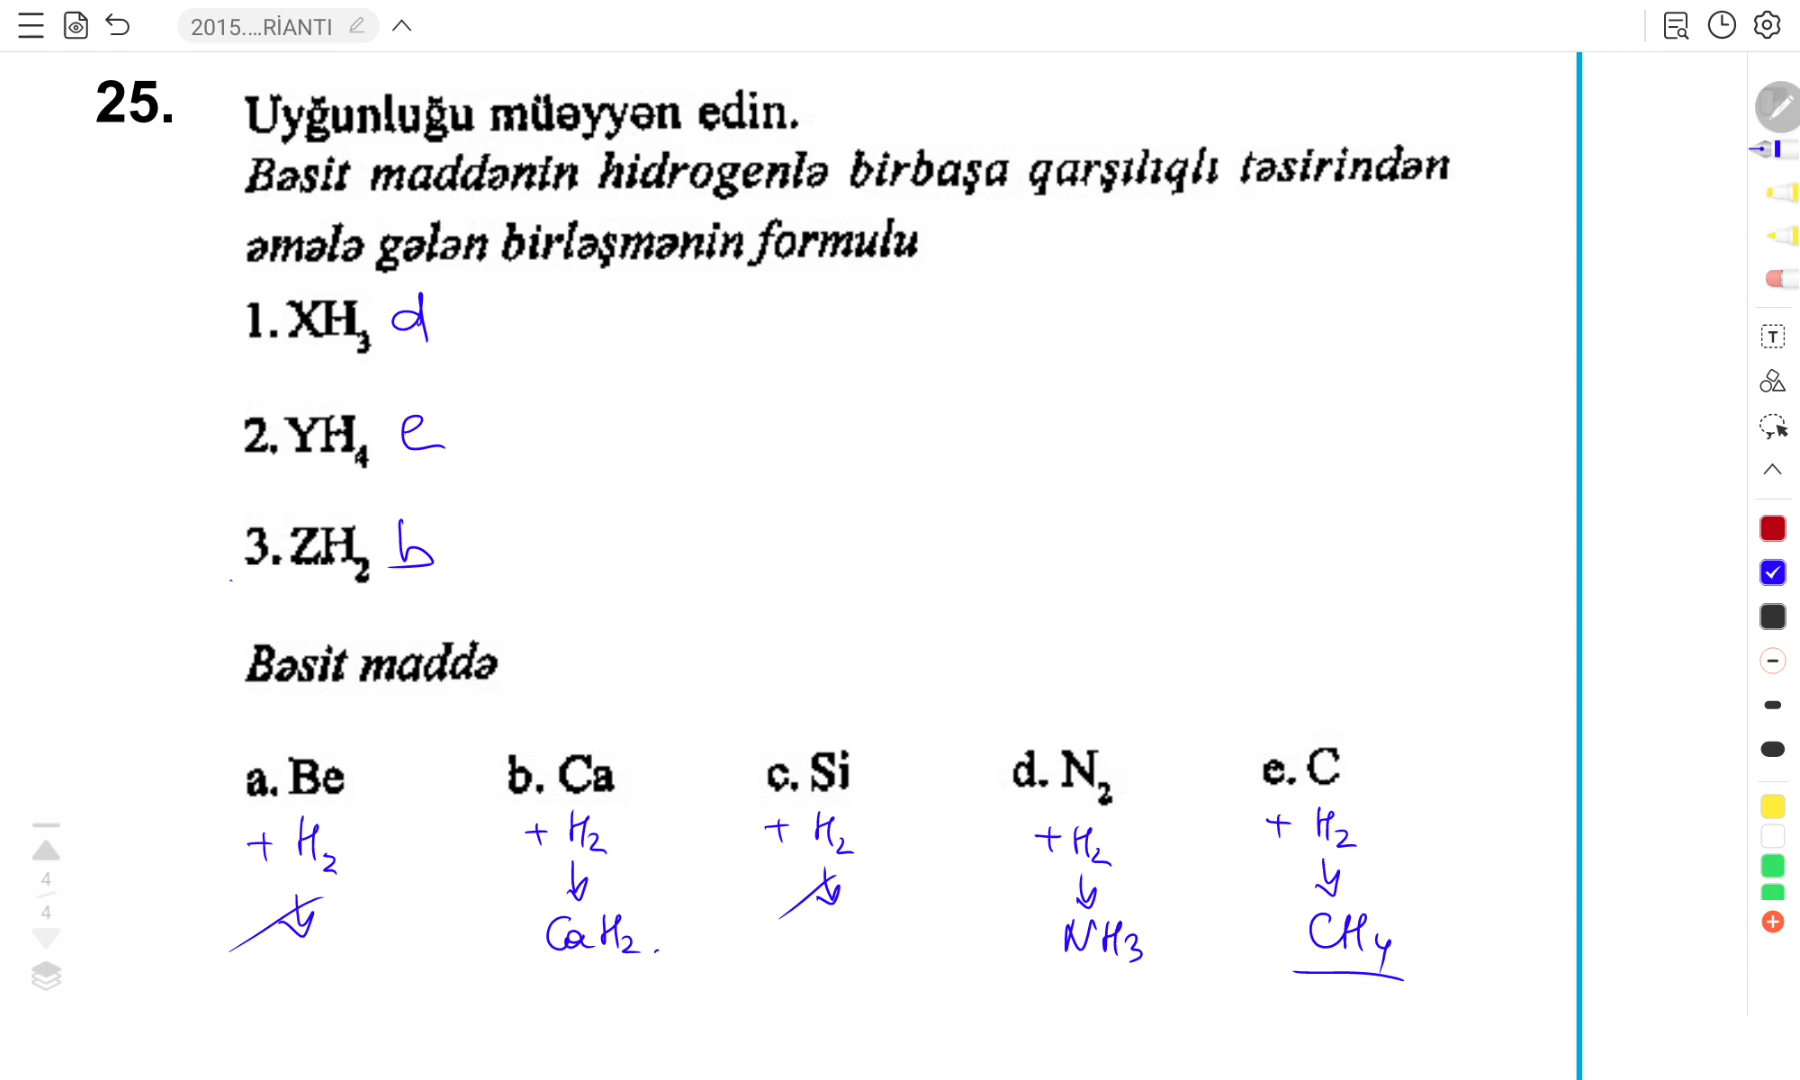 2015....RİANTI
25. Uyğunluğu müəyyən edin.
Bəsit maddənin hidrogenlə birbaşa qarşılıqlı təsirindən
əmələ gələn birləşmənin formulu
1. XH₃ d
2. YH₄ e
3. ZH₂ b
Bəsit maddə
a. Be b. Ca c. Si d. N₂ e. C
+ H₂ + H₂ + H₂ + H₂ + H₂
CaH₂. NH₃ CH₄
4
4